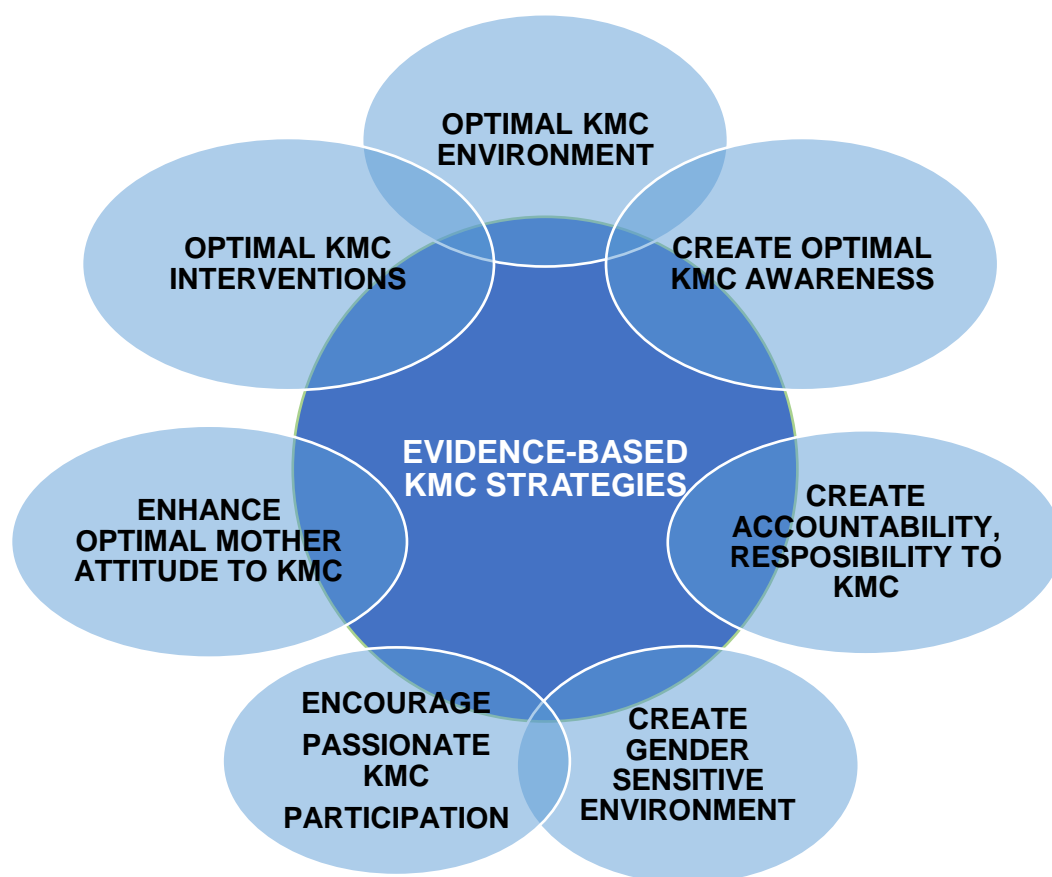 OPTIMAL KMC
ENVIRONMENT
OPTIMAL KMC
INTERVENTIONS
CREATE OPTIMAL
KMC AWARENESS
EVIDENCE-BASED
KMC STRATEGIES
ENHANCE
OPTIMAL MOTHER
ATTITUDE TO KMC
CREATE
ACCOUNTABILITY,
RESPOSIBILITY TO
KMC
ENCOURAGE
PASSIONATE
KMC
PARTICIPATION
CREATE
GENDER
SENSITIVE
ENVIRONMENT